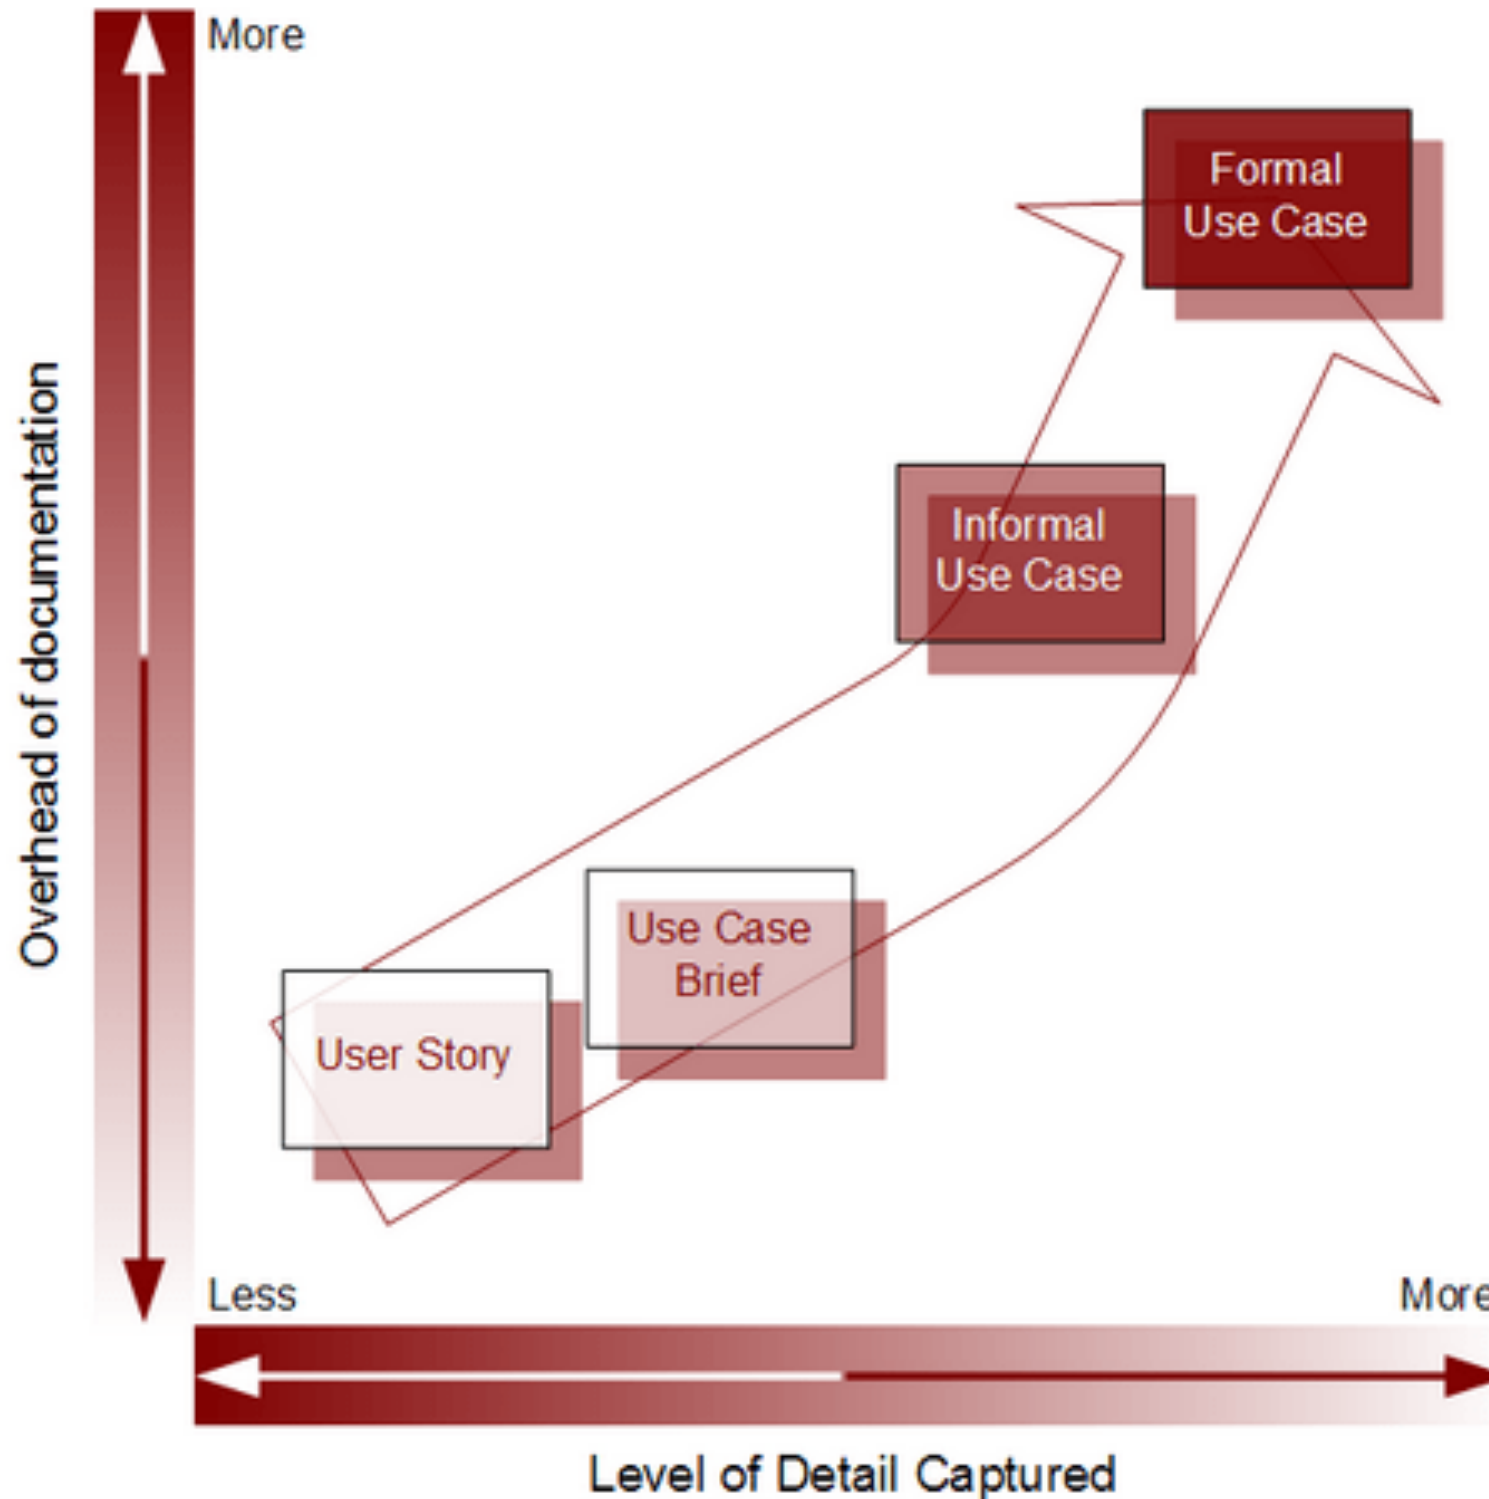 More
Formal
Use Case
Informal
Use Case
Overhead of documentation
Use Case
Brief
User Story
Less
More
Level of Detail Captured